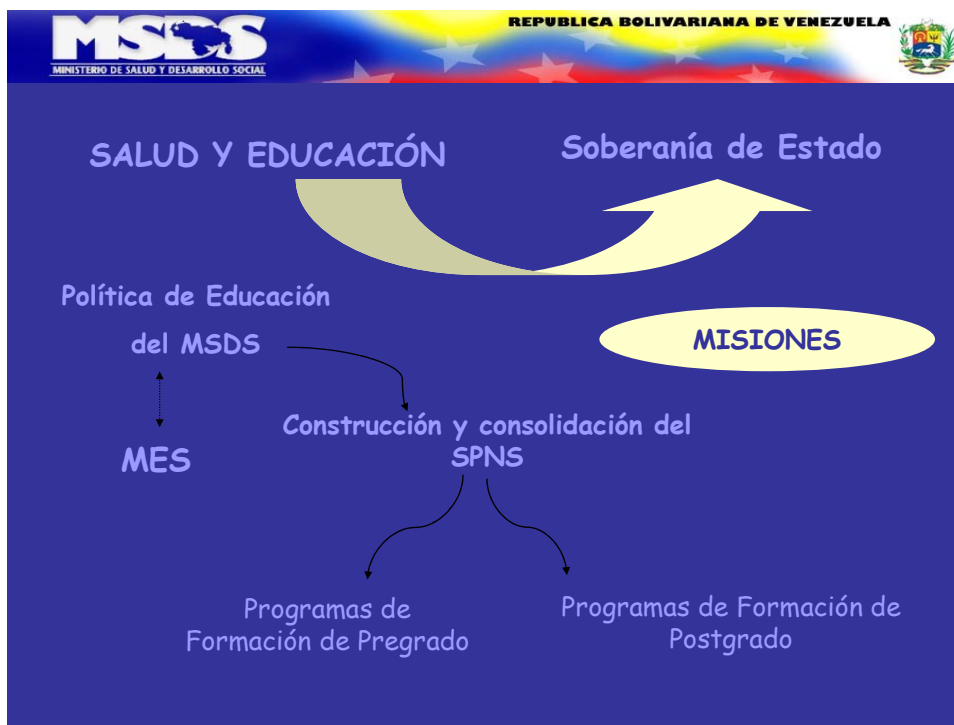 REPUBLICA BOLIVARIANA DE VENEZUELA
MSDS
MINISTERIO DE SALUD Y DESARROLLO SOCIAL
SALUD Y EDUCACIÓN
Soberanía de Estado
Política de Educación
del MSDS
MISIONES
MES
Construcción y consolidación del
SPNS
Programas de
Formación de Pregrado
Programas de Formación de
Postgrado